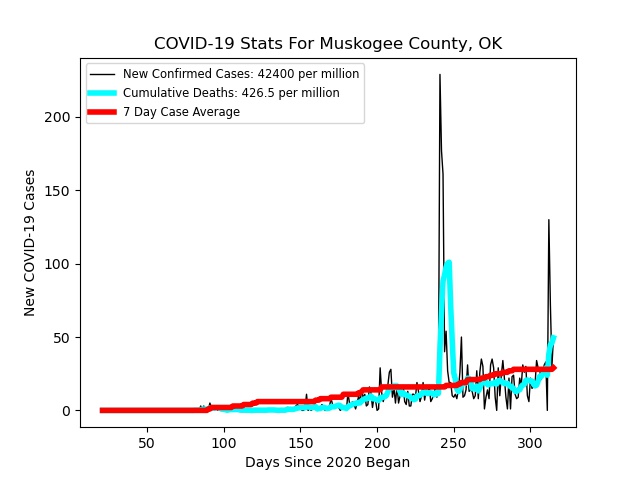 COVID-19 Stats For Muskogee County, OK
New Confirmed Cases: 42400 per million
Cumulative Deaths: 426.5 per million
7 Day Case Average
New COVID-19 Cases
200
150
100
50
0
50 100 150 200 250 300
Days Since 2020 Began